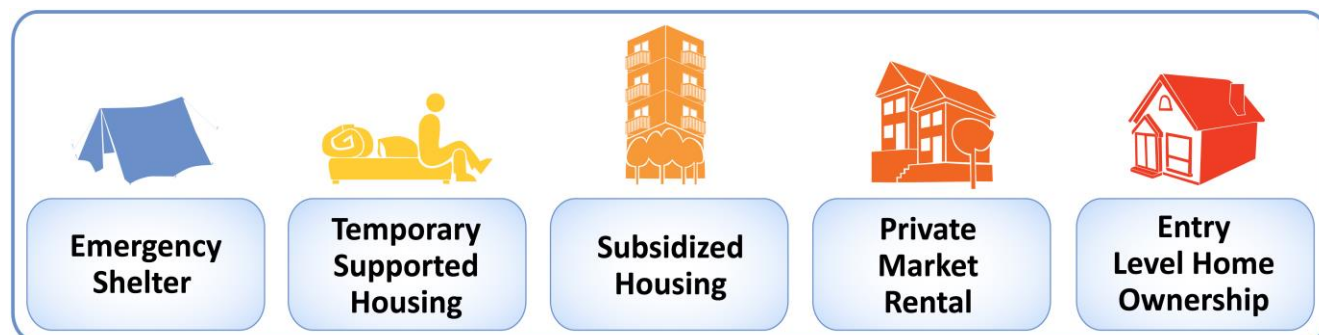 Emergency
Shelter
Temporary
Supported
Housing
Subsidized
Housing
Private
Market
Rental
Entry
Level Home
Ownership